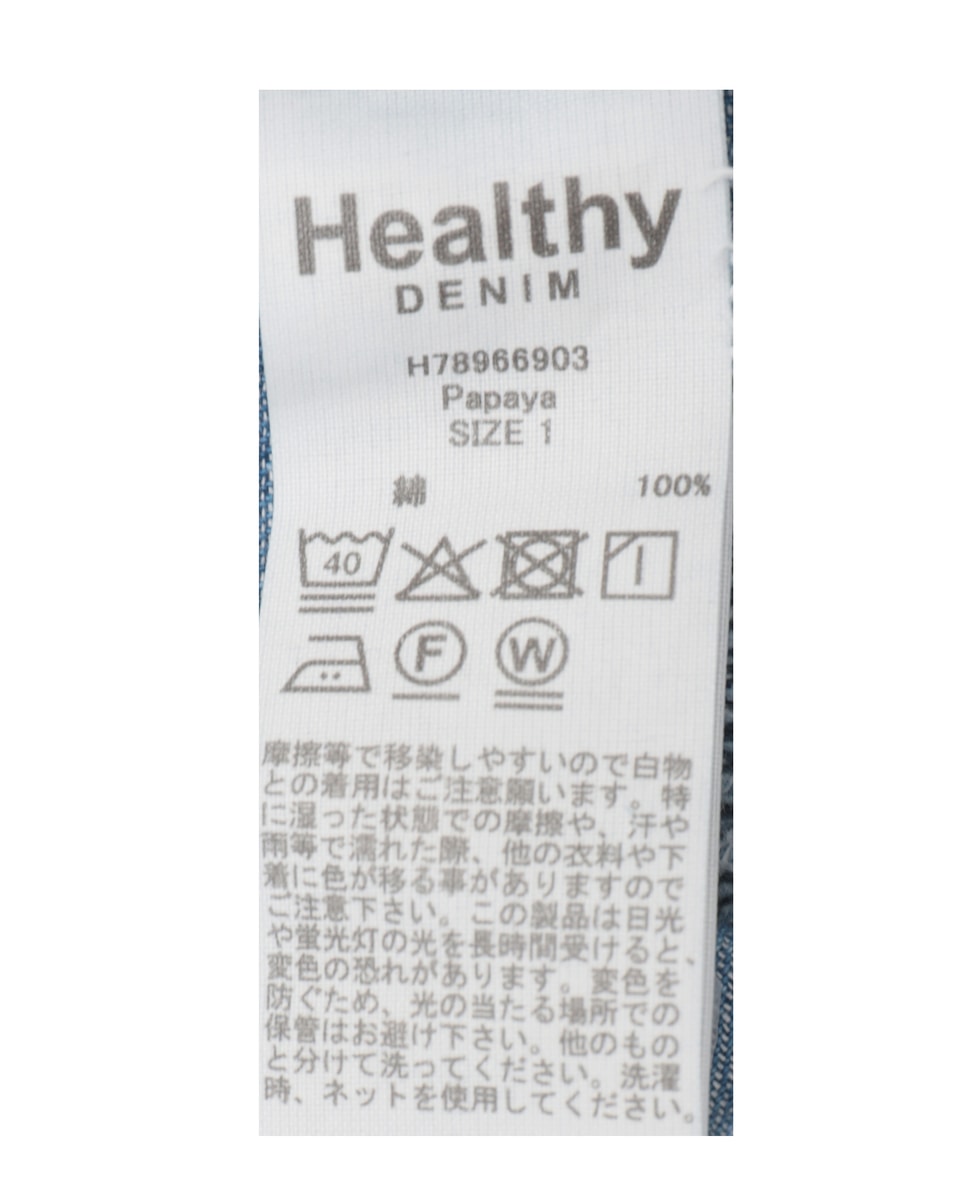 Healthy
DENIM
H78966903
Papaya
SIZE 1
綿 100%
40
F W
摩擦等で移染しやすいので白物
との着用はご注意願います。特
に湿った状態での摩擦や、汗や
雨等で濡れた際、他の衣料や下
着に色が移る事がありますので
ご注意下さい。この製品は日光
や蛍光灯の光を長時間受けると、
変色の恐れがあります。変色を
防ぐため、光の当たる場所での
保管はお避け下さい。他のもの
と分けて洗ってください。洗濯
時、ネットを使用してください。